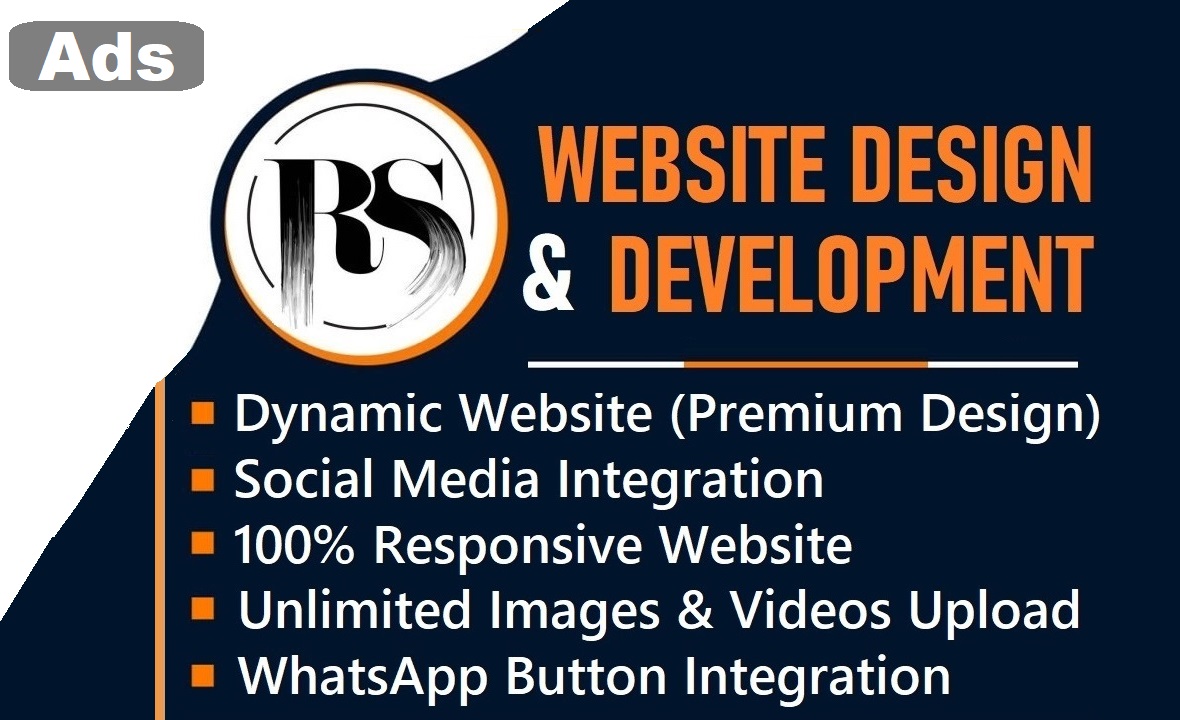 Ads
RS
WEBSITE DESIGN
& DEVELOPMENT
Dynamic Website (Premium Design)
Social Media Integration
100% Responsive Website
Unlimited Images & Videos Upload
WhatsApp Button Integration